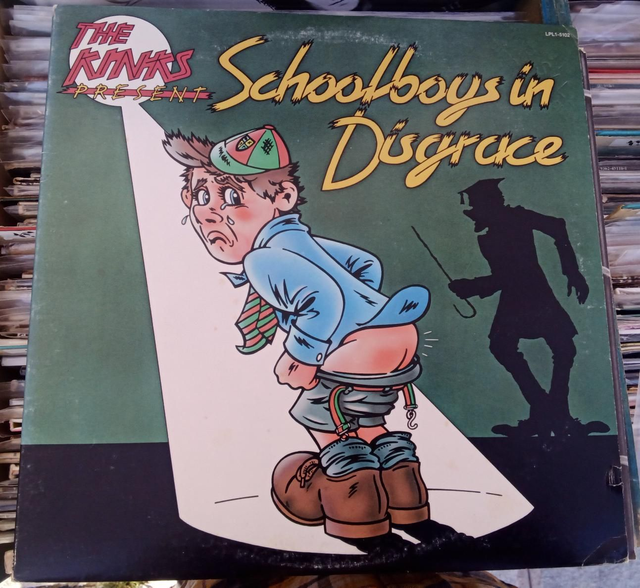 THE
KINKS
PRESENT
Schoolboys in
Disgrace
LPL1-5102